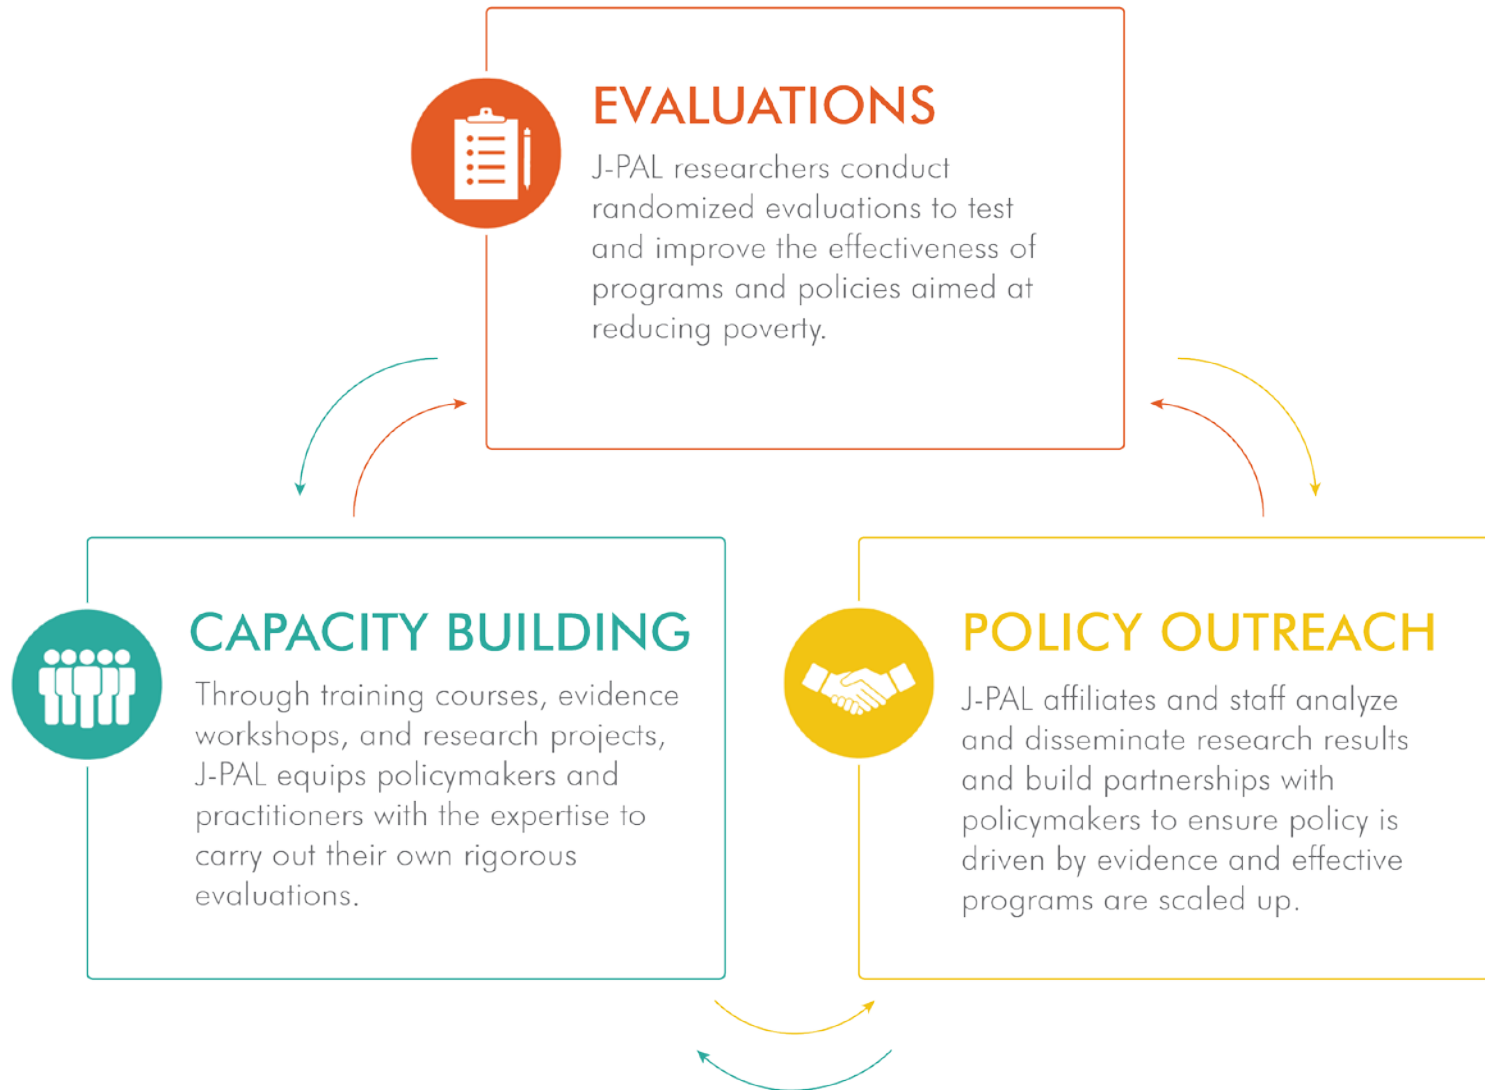 EVALUATIONS
J-PAL researchers conduct
randomized evaluations to test
and improve the effectiveness of
programs and policies aimed at
reducing poverty.
CAPACITY BUILDING
Through training courses, evidence
workshops, and research projects,
J-PAL equips policymakers and
practitioners with the expertise to
carry out their own rigorous
evaluations.
POLICY OUTREACH
J-PAL affiliates and staff analyze
and disseminate research results
and build partnerships with
policymakers to ensure policy is
driven by evidence and effective
programs are scaled up.